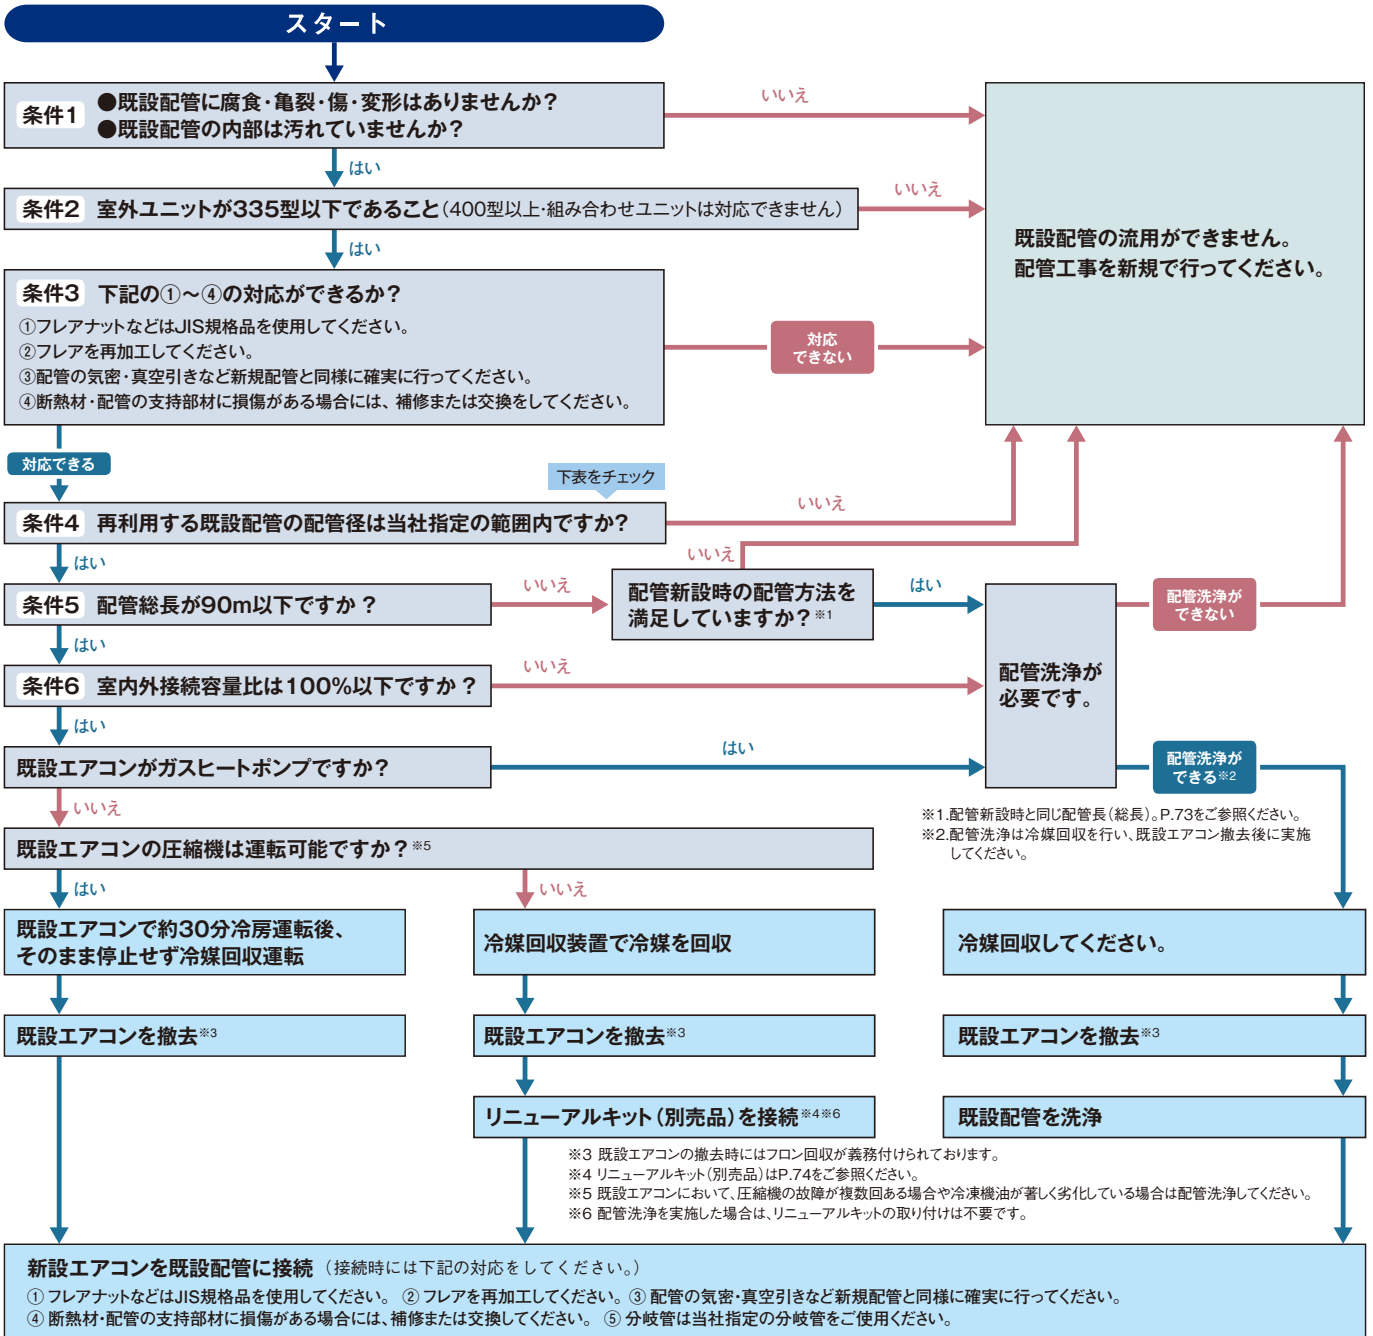 スタート
条件1 ●既設配管に腐食・亀裂・傷・変形はありませんか？
●既設配管の内部は汚れていませんか？
いいえ
はい
条件2 室外ユニットが335型以下であること（400型以上・組み合わせユニットは対応できません）
いいえ
はい
既設配管の流用ができません。
配管工事を新規で行ってください。
条件3 下記の①～④の対応ができるか？
①フレアナットなどはJIS規格品を使用してください。
②フレアを再加工してください。
③配管の気密・真空引きなど新規配管と同様に確実に行ってください。
④断熱材・配管の支持部材に損傷がある場合には、補修または交換をしてください。
対応
できない
対応できる
下表をチェック
条件4 再利用する既設配管の配管径は当社指定の範囲内ですか？
いいえ
はい
条件5 配管総長が90m以下ですか？
いいえ
配管新設時の配管方法を
満足していますか？※1
いいえ
はい
配管洗浄が
必要です。
配管洗浄が
できない
はい
条件6 室内外接続容量比は100%以下ですか？
いいえ
はい
既設エアコンがガスヒートポンプですか？
はい
配管洗浄が
できる※2
いいえ
※1.配管新設時と同じ配管長（総長）。P.73をご参照ください。
※2.配管洗浄は冷媒回収を行い、既設エアコン撤去後に実施
してください。
既設エアコンの圧縮機は運転可能ですか？※5
はい
いいえ
既設エアコンで約30分冷房運転後、
そのまま停止せず冷媒回収運転
冷媒回収装置で冷媒を回収
冷媒回収してください。
既設エアコンを撤去※3
既設エアコンを撤去※3
既設エアコンを撤去※3
リニューアルキット（別売品）を接続※4※6
既設配管を洗浄
※3 既設エアコンの撤去時にはフロン回収が義務付けられております。
※4 リニューアルキット（別売品）はP.74をご参照ください。
※5 既設エアコンにおいて、圧縮機の故障が複数回ある場合や冷凍機油が著しく劣化している場合は配管洗浄してください。
※6 配管洗浄を実施した場合は、リニューアルキットの取り付けは不要です。
新設エアコンを既設配管に接続（接続時には下記の対応をしてください。）
① フレアナットなどはJIS規格品を使用してください。 ② フレアを再加工してください。 ③ 配管の気密・真空引きなど新規配管と同様に確実に行ってください。
④ 断熱材・配管の支持部材に損傷がある場合には、補修または交換してください。 ⑤ 分岐管は当社指定の分岐管をご使用ください。